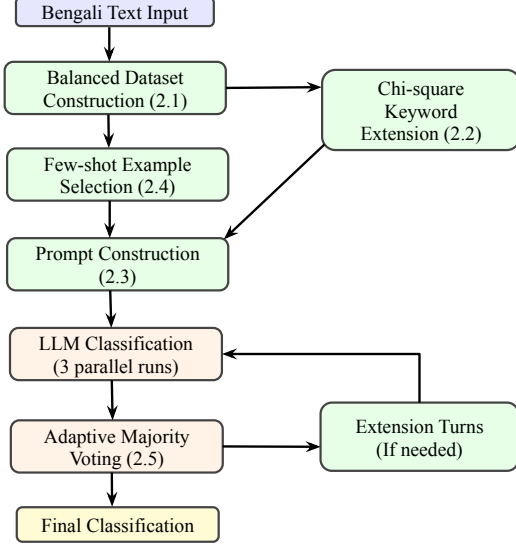 Bengali Text Input
Balanced Dataset
Construction (2.1)
Chi-square
Keyword
Extension (2.2)
Few-shot Example
Selection (2.4)
Prompt Construction
(2.3)
LLM Classification
(3 parallel runs)
Adaptive Majority
Voting (2.5)
Extension Turns
(If needed)
Final Classification